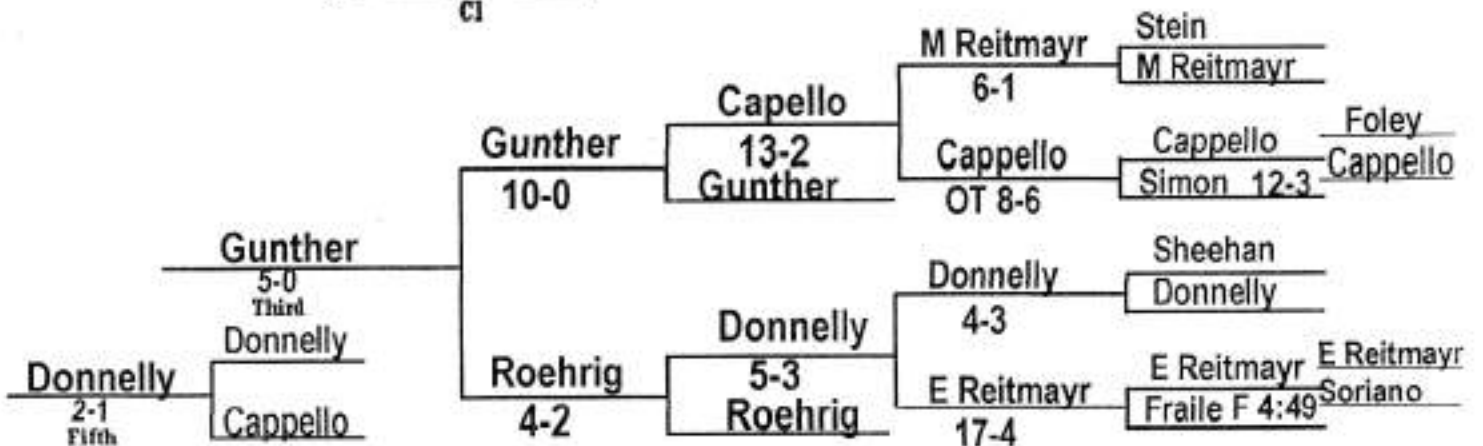 CI
Stein
M Reitmayr
M Reitmayr
6-1
Capello
13-2
Gunther
Foley
Cappello
Cappello
Simon 12-3
Cappello
OT 8-6
Gunther
10-0
Gunther
5-0
Third
Sheehan
Donnelly
Donnelly
4-3
Donnelly
5-3
Roehrig
Roehrig
4-2
E Reitmayr
Soriano
E Reitmayr
Fraile F 4:49
E Reitmayr
17-4
Donnelly
Cappello
Donnelly
2-1
Fifth